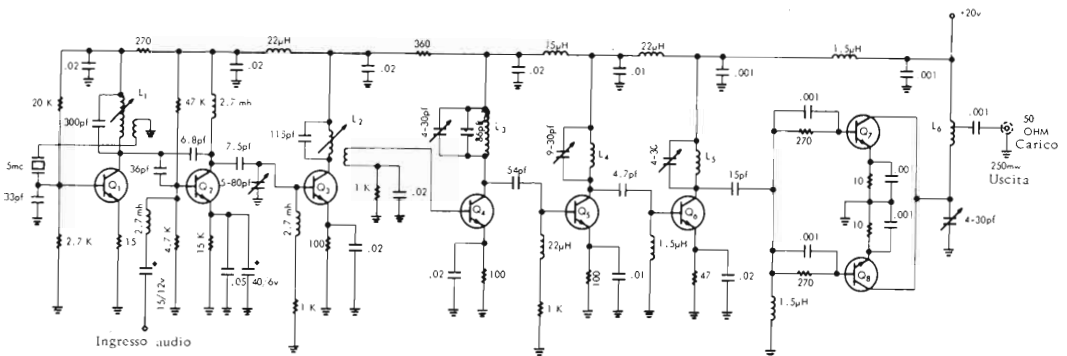 +20v
270
22µH
360
15µH
22µH
1.5µH
.02
.02
.02
.02
.01
.001
001
20 K
300pf
L1
47 K
2.7 mh
115pf
L2
4-30pf
86pf
L3
9-30pf
L4
4-30
L5
.001
270
Q7
L6
.001
50
OHM
Carico
250mw
Uscita
5mc
33pf
6.8pf
7.5pf
36pf
5-80pf
Q1
Q2
Q3
1 K
.02
Q4
54pf
Q5
4.7pf
Q6
15pf
10
001
10
.001
4-30pf
2.7 K
15
2.7mh
4.7 K
15 K
.05
40,6v
15/12v
2.7mh
100
.02
1 K
.02
100
22µH
1 K
100
.01
1.5µH
47
.02
.001
270
Q8
1.5µH
Ingresso audio